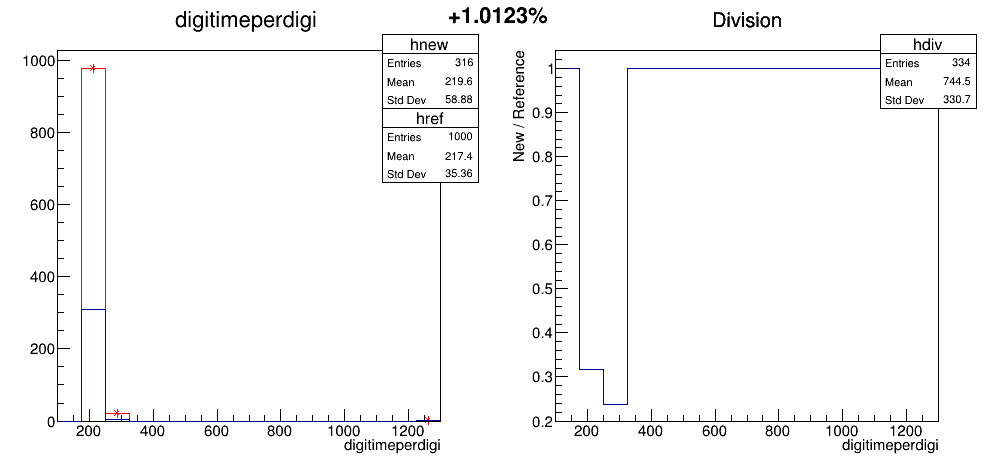 +1.0123%
digitimeperdigi
hnew
Entries 316
Mean 219.6
Std Dev 58.88
href
Entries 1000
Mean 217.4
Std Dev 35.36
1000
800
600
400
200
0
200 400 600 800 1000 1200
digitimeperdigi
Division
hdiv
Entries 334
Mean 744.5
Std Dev 330.7
New / Reference
1
0.9
0.8
0.7
0.6
0.5
0.4
0.3
0.2
200 400 600 800 1000 1200
digitimeperdigi